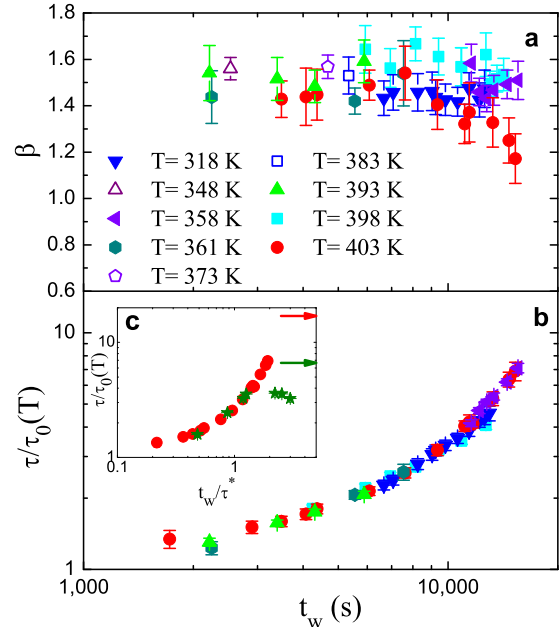 1.8
a
1.6
1.4
β
1.2
T= 318 K
T= 383 K
1.0
T= 348 K
T= 393 K
T= 358 K
T= 398 K
0.8
T= 361 K
T= 403 K
T= 373 K
0.6
c
b
10
10
τ/τ0(T)
τ/τ0(T)
1
0.1
1
tw/τ*
1
1,000
10,000
tw (s)